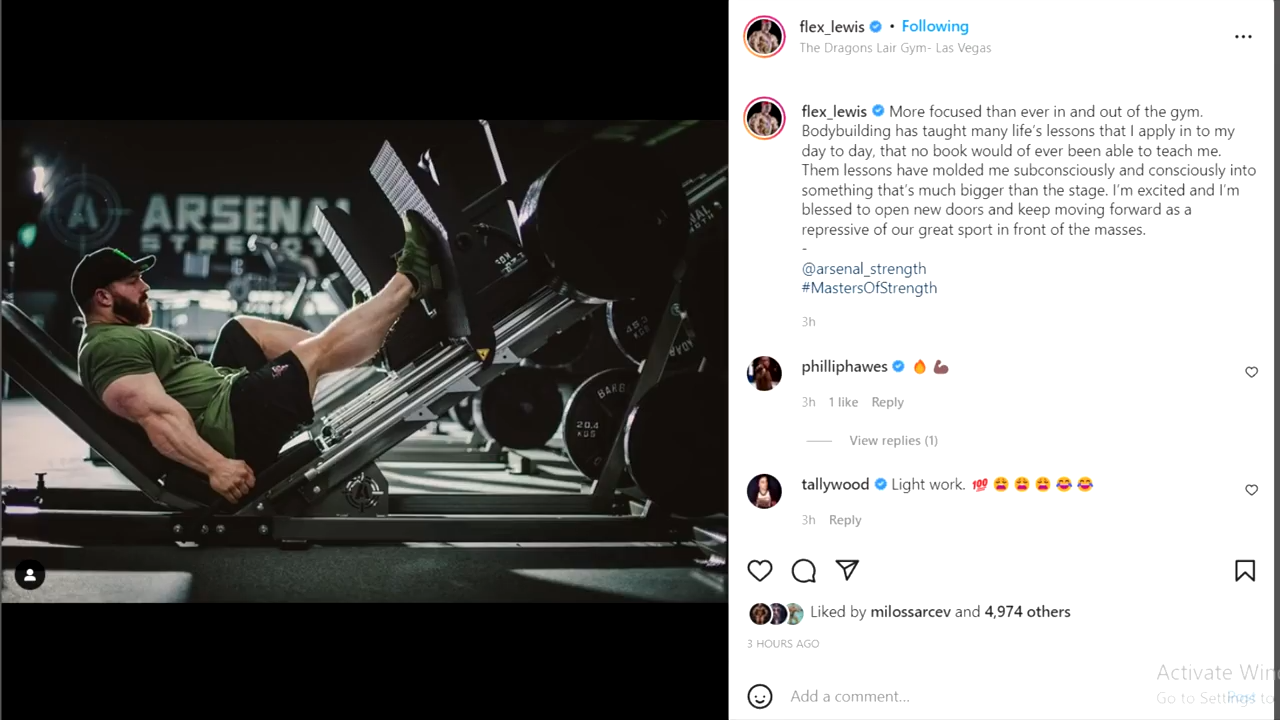 flex_lewis • Following
The Dragons Lair Gym- Las Vegas
flex_lewis More focused than ever in and out of the gym.
Bodybuilding has taught many life's lessons that I apply in to my
day to day, that no book would of ever been able to teach me.
Them lessons have molded me subconsciously and consciously into
something that's much bigger than the stage. I'm excited and I'm
blessed to open new doors and keep moving forward as a
repressive of our great sport in front of the masses.
-
@arsenal_strength
#MastersOfStrength
3h
philliphawes 🔥 💪🏾
3h 1 like Reply
View replies (1)
tallywood Light work. 💯 😩 😩 😩 😂 😂
3h Reply
Liked by milossarcev and 4,974 others
3 HOURS AGO
Add a comment...
Activate Win
Go to Settings to
Post
ARSENAL
STRENGTH
BARB
20.4
KGS